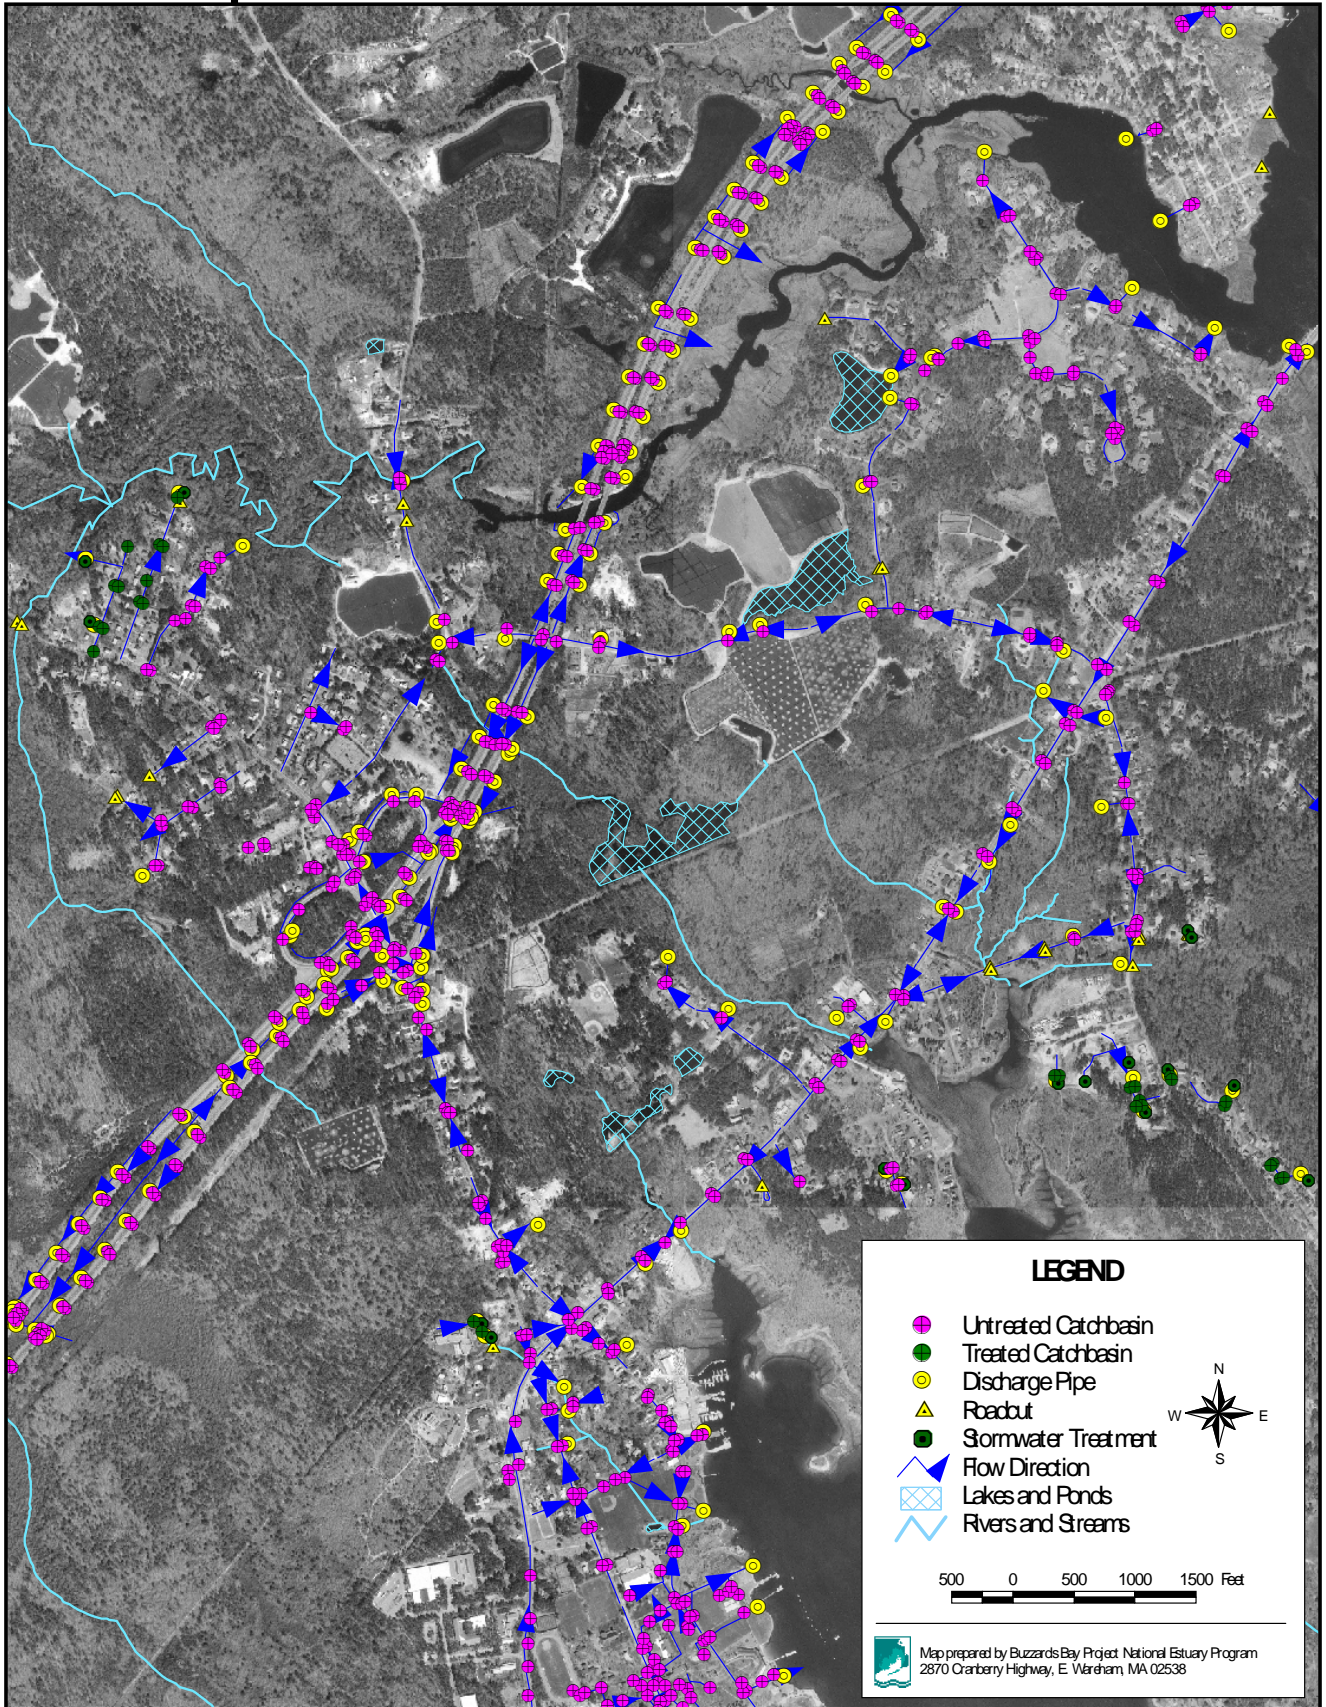 LEGEND
Untreated Catchbasin
Treated Catchbasin
Discharge Pipe
Roadcut
Stormwater Treatment
Flow Direction
Lakes and Ponds
Rivers and Streams
N
W E
S
500 0 500 1000 1500 Feet
Map prepared by Buzzards Bay Project National Estuary Program
2870 Cranberry Highway, E. Wareham, MA 02538